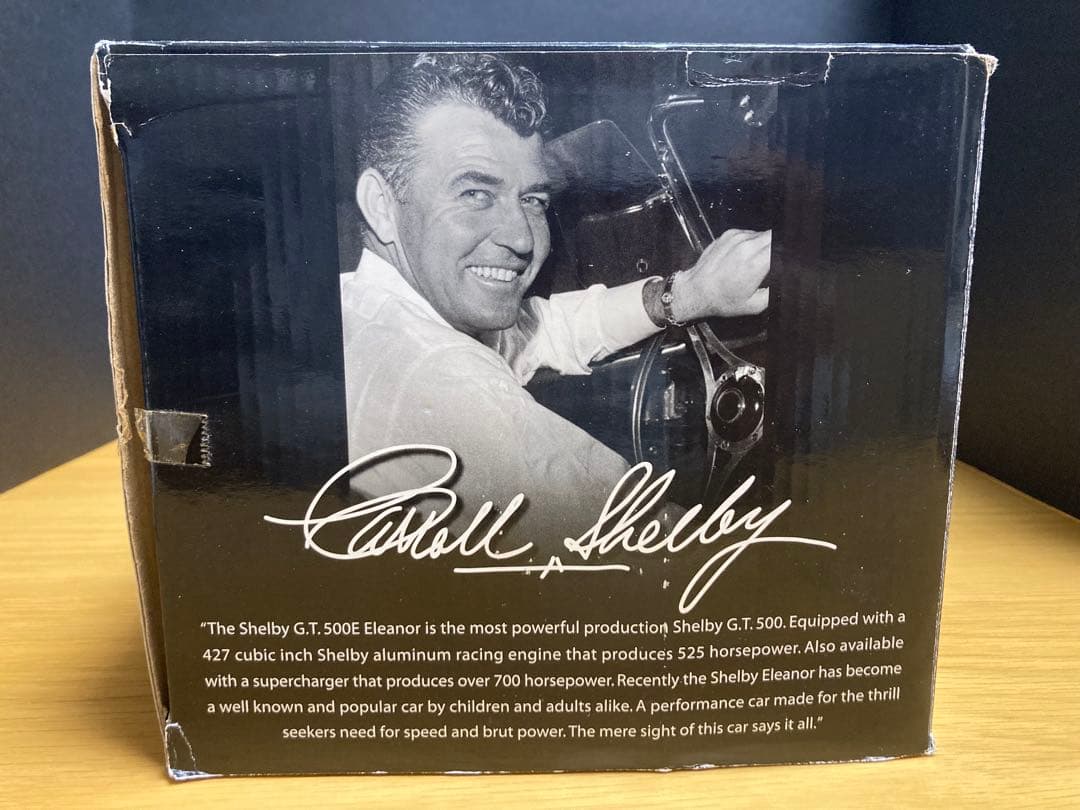 Carroll Shelby
“The Shelby G.T. 500E Eleanor is the most powerful production Shelby G.T. 500. Equipped with a
427 cubic inch Shelby aluminum racing engine that produces 525 horsepower. Also available
with a supercharger that produces over 700 horsepower. Recently the Shelby Eleanor has become
a well known and popular car by children and adults alike. A performance car made for the thrill
seekers need for speed and brut power. The mere sight of this car says it all.”